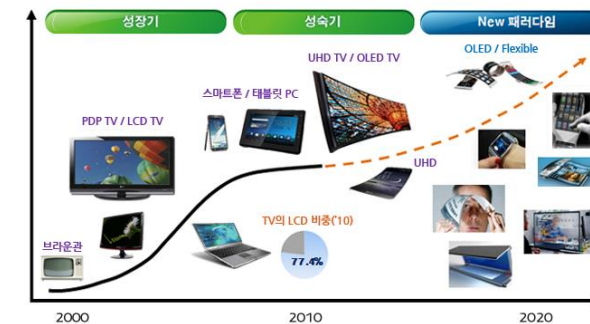 성장기
성숙기
New 패러다임
OLED / Flexible
UHD TV / OLED TV
스마트폰 / 태블릿 PC
PDP TV / LCD TV
UHD
TV의 LCD 비중('10)
77.4%
브라운관
2000
2010
2020